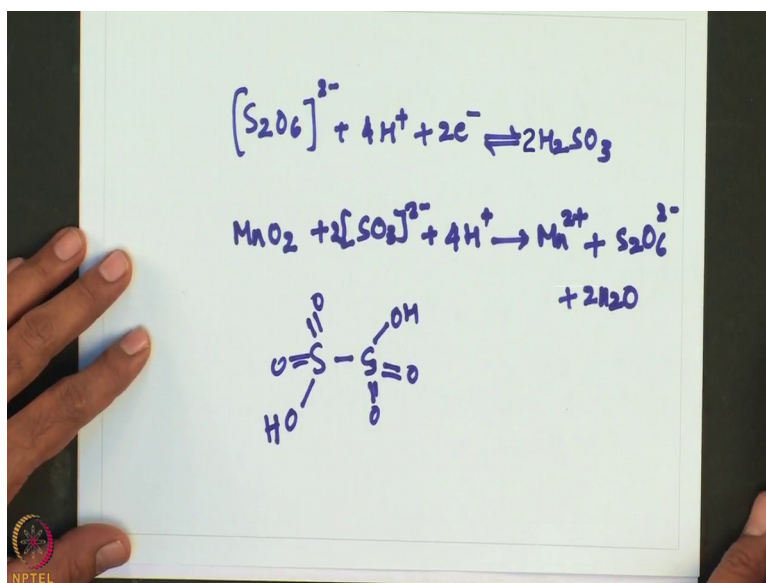 [S2O6]²⁻ + 4H⁺ + 2e⁻ ⇌ 2H2SO3
MnO2 + 2[SO3]²⁻ + 4H⁺ → Mn²⁺ + S2O6²⁻
+ 2H2O
O
OH
O=S–S=O
HO
O
NPTEL